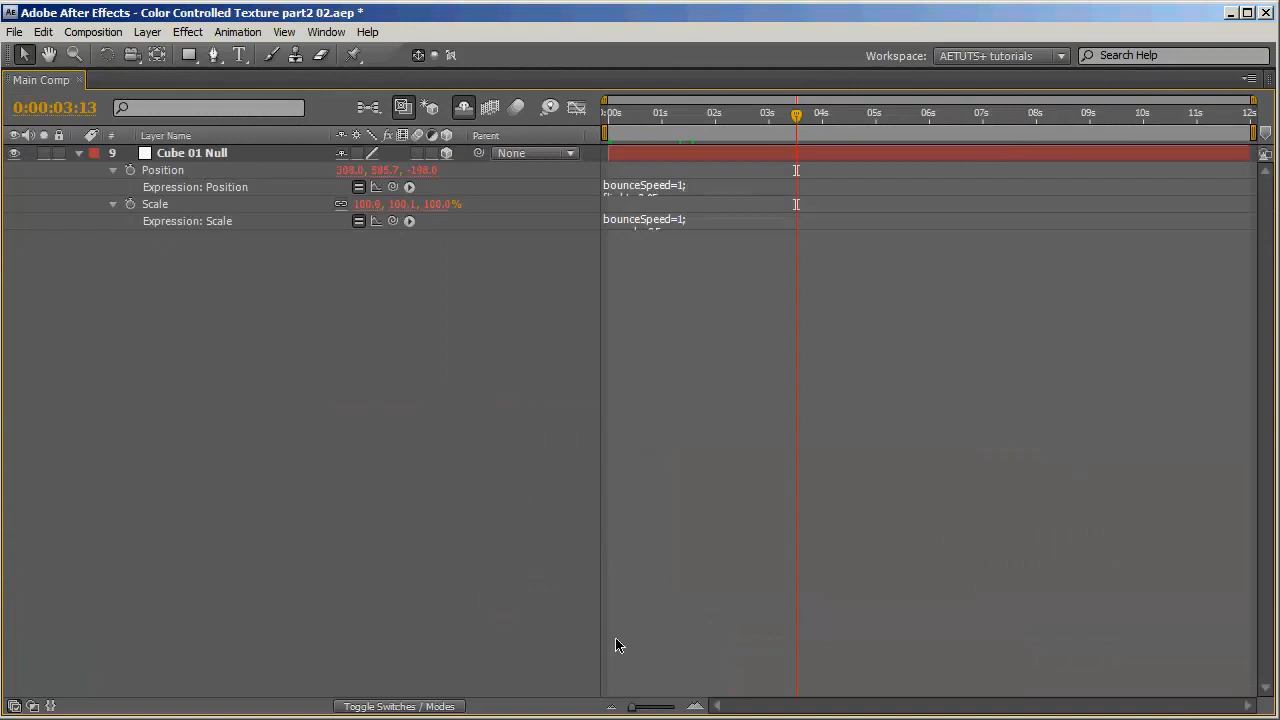 Adobe After Effects - Color Controlled Texture part2 02.aep *
File Edit Composition Layer Effect Animation View Window Help
Workspace: AETUTS+ tutorials Search Help
Main Comp
0:00:03:13
:00s 01s 02s 03s 04s 05s 06s 07s 08s 09s 10s 11s 12s
# Layer Name fx Parent
9 Cube 01 Null None
Position 308.0, 595.7, -198.0
Expression: Position bounceSpeed=1;
Scale 100.0, 100.1, 100.0%
Expression: Scale bounceSpeed=1;
Toggle Switches / Modes